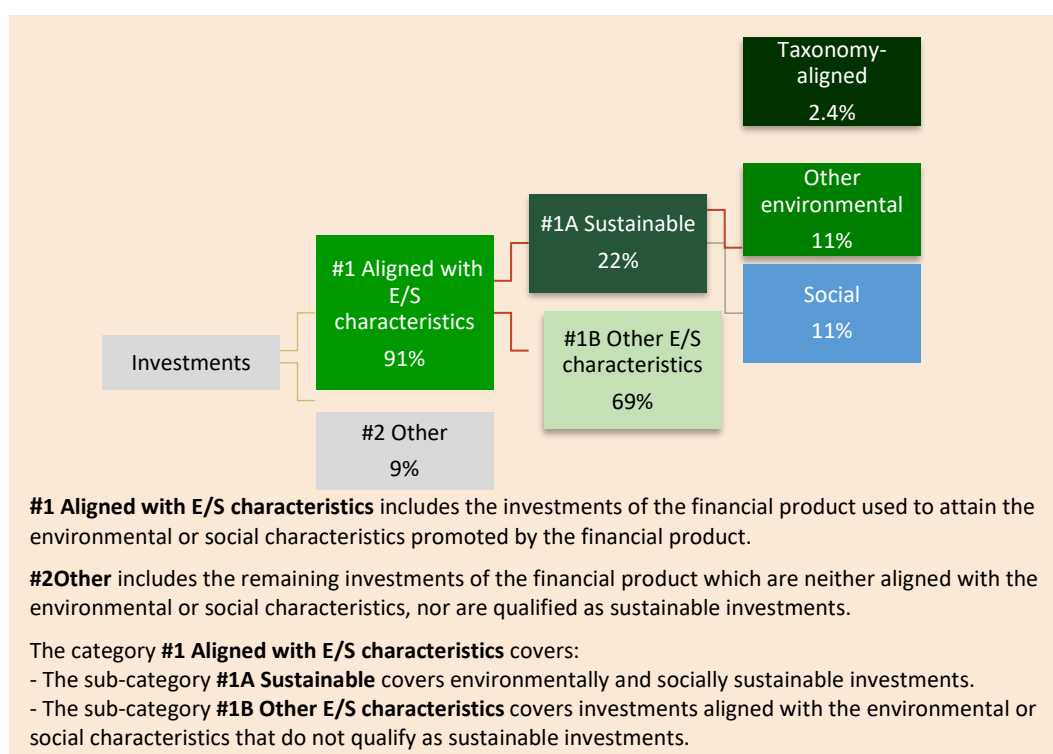 Taxonomy-
aligned
2.4%
Other
environmental
11%
#1A Sustainable
22%
#1 Aligned with
E/S
characteristics
91%
Social
11%
#1B Other E/S
characteristics
69%
Investments
#2 Other
9%
#1 Aligned with E/S characteristics includes the investments of the financial product used to attain the
environmental or social characteristics promoted by the financial product.
#2Other includes the remaining investments of the financial product which are neither aligned with the
environmental or social characteristics, nor are qualified as sustainable investments.
The category #1 Aligned with E/S characteristics covers:
- The sub-category #1A Sustainable covers environmentally and socially sustainable investments.
- The sub-category #1B Other E/S characteristics covers investments aligned with the environmental or
social characteristics that do not qualify as sustainable investments.